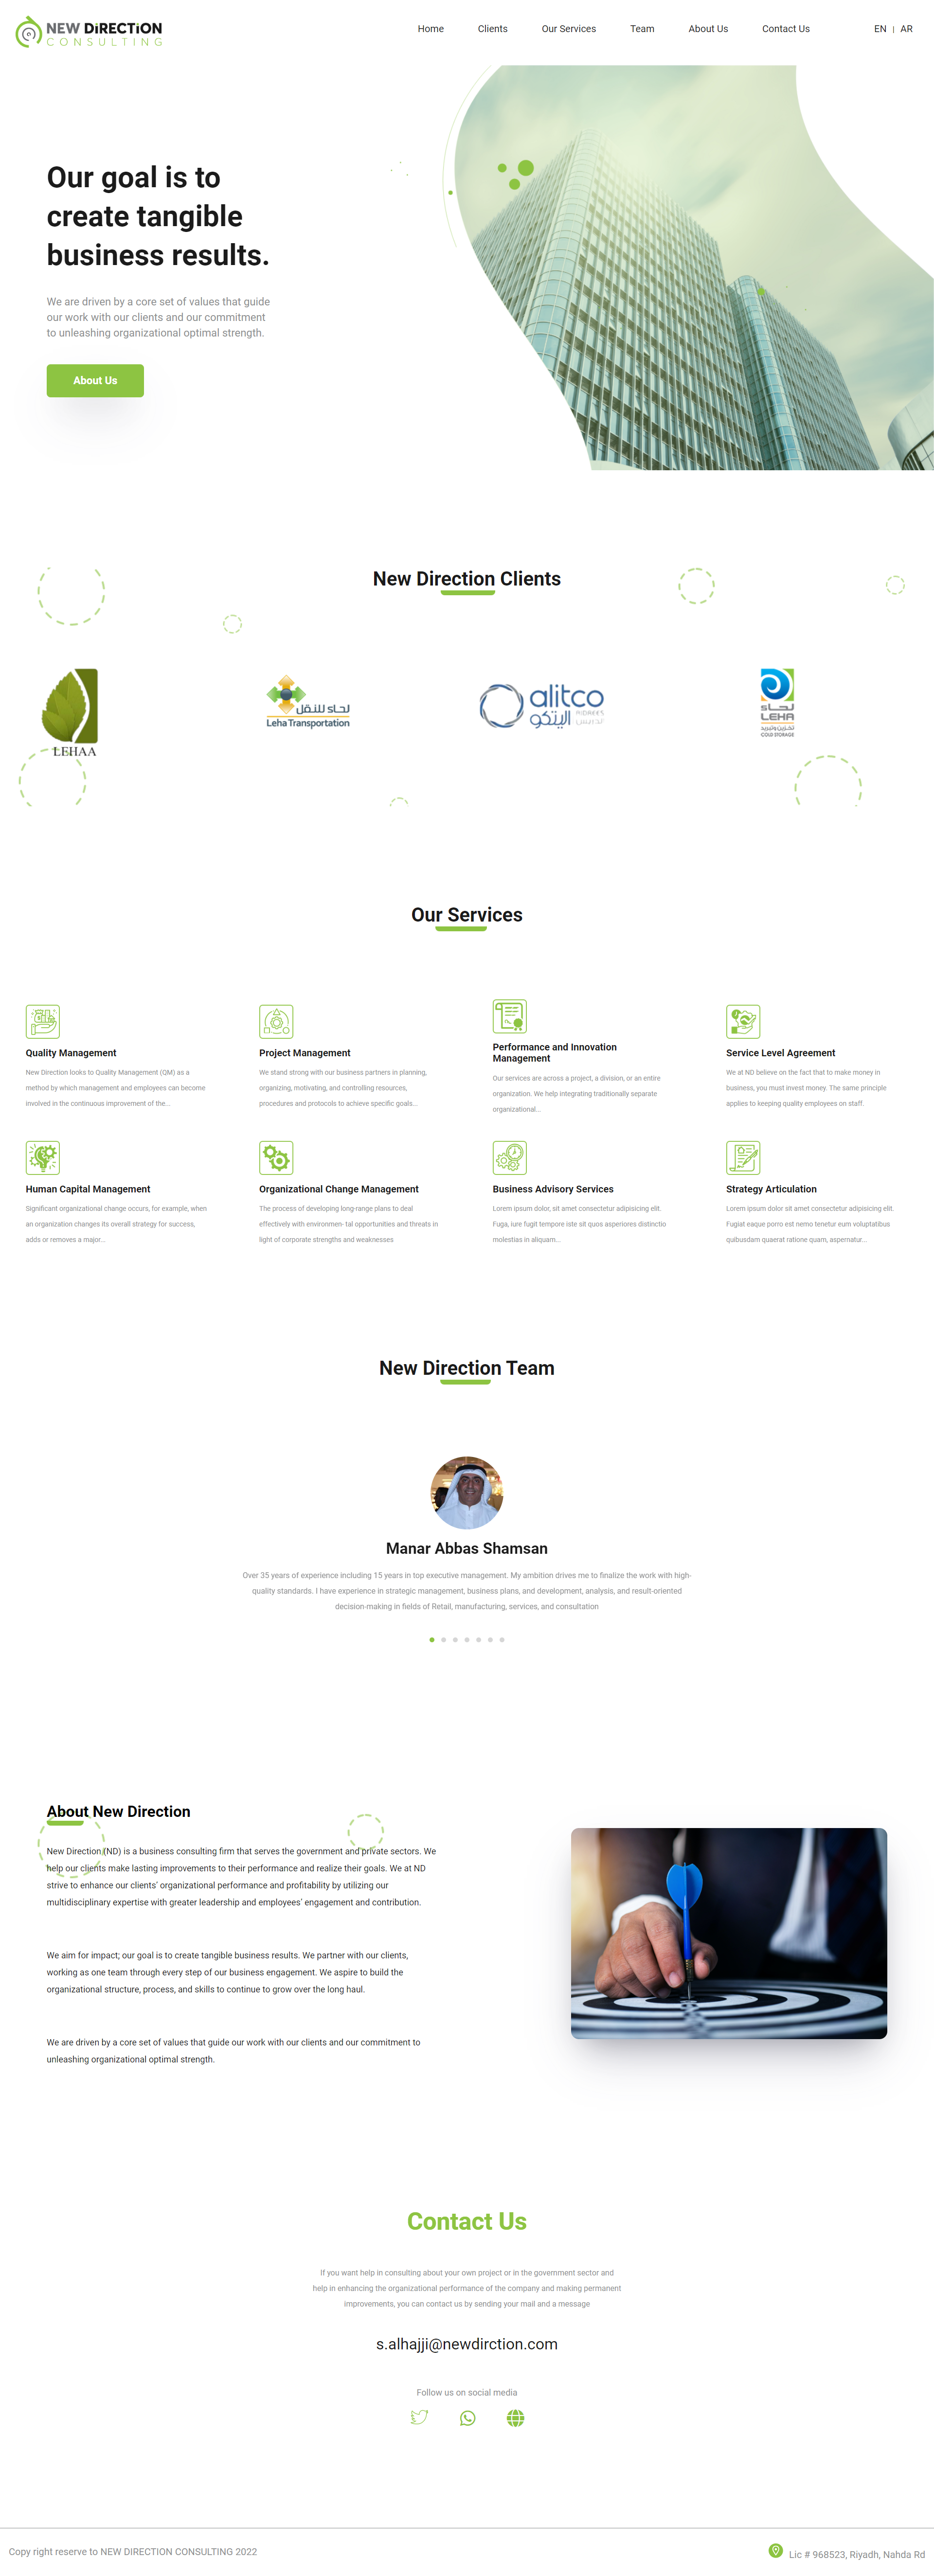 NEW DIRECTION
CONSULTING
Home
Clients
Our Services
Team
About Us
Contact Us
EN | AR
Our goal is to
create tangible
business results.
We are driven by a core set of values that guide
our work with our clients and our commitment
to unleashing organizational optimal strength.
About Us
New Direction Clients
LEHAA
لحاء للنقل
Leha Transportation
alitco
اليتكو
MIDREES
تدريس
لحاء
LEHA
تخزين وتبريد
COLD STORAGE
Our Services
Quality Management
New Direction looks to Quality Management (QM) as a
method by which management and employees can become
involved in the continuous improvement of the...
Project Management
We stand strong with our business partners in planning,
organizing, motivating, and controlling resources,
procedures and protocols to achieve specific goals...
Performance and Innovation
Management
Our services are across a project, a division, or an entire
organization. We help integrating traditionally separate
organizational...
Service Level Agreement
We at ND believe on the fact that to make money in
business, you must invest money. The same principle
applies to keeping quality employees on staff.
Human Capital Management
Significant organizational change occurs, for example, when
an organization changes its overall strategy for success,
adds or removes a major...
Organizational Change Management
The process of developing long-range plans to deal
effectively with environmen- tal opportunities and threats in
light of corporate strengths and weaknesses
Business Advisory Services
Lorem ipsum dolor, sit amet consectetur adipisicing elit.
Fuga, iure fugit tempore iste sit quos asperiores distinctio
molestias in aliquam...
Strategy Articulation
Lorem ipsum dolor sit amet consectetur adipisicing elit.
Fugiat eaque porro est nemo tenetur eum voluptatibus
quibusdam quaerat ratione quam, aspernatur...
New Direction Team
Manar Abbas Shamsan
Over 35 years of experience including 15 years in top executive management. My ambition drives me to finalize the work with high-
quality standards. I have experience in strategic management, business plans, and development, analysis, and result-oriented
decision-making in fields of Retail, manufacturing, services, and consultation
About New Direction
New Direction (ND) is a business consulting firm that serves the government and private sectors. We
help our clients make lasting improvements to their performance and realize their goals. We at ND
strive to enhance our clients' organizational performance and profitability by utilizing our
multidisciplinary expertise with greater leadership and employees' engagement and contribution.
We aim for impact; our goal is to create tangible business results. We partner with our clients,
working as one team through every step of our business engagement. We aspire to build the
organizational structure, process, and skills to continue to grow over the long haul.
We are driven by a core set of values that guide our work with our clients and our commitment to
unleashing organizational optimal strength.
Contact Us
If you want help in consulting about your own project or in the government sector and
help in enhancing the organizational performance of the company and making permanent
improvements, you can contact us by sending your mail and a message
s.alhajji@newdirction.com
Follow us on social media
Copy right reserve to NEW DIRECTION CONSULTING 2022
Lic # 968523, Riyadh, Nahda Rd